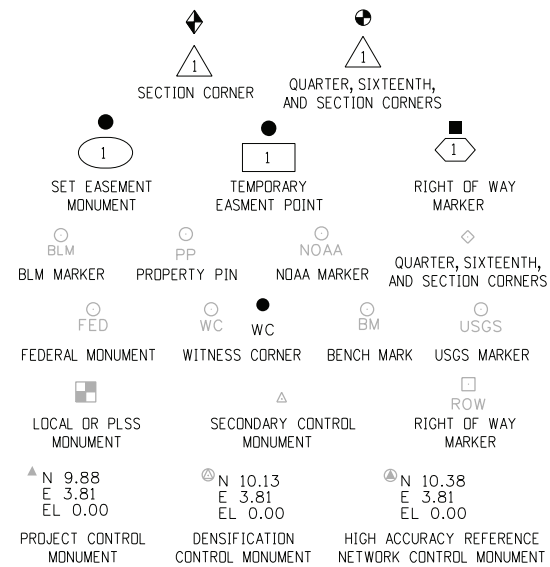 1
1
SECTION CORNER
QUARTER, SIXTEENTH,
AND SECTION CORNERS
1
1
1
SET EASEMENT
MONUMENT
TEMPORARY
EASMENT POINT
RIGHT OF WAY
MARKER
BLM
PP
NOAA
BLM MARKER
PROPERTY PIN
NOAA MARKER
QUARTER, SIXTEENTH,
AND SECTION CORNERS
FED
WC
WC
BM
USGS
FEDERAL MONUMENT
WITNESS CORNER
BENCH MARK
USGS MARKER
ROW
LOCAL OR PLSS
MONUMENT
SECONDARY CONTROL
MONUMENT
RIGHT OF WAY
MARKER
N 9.88
E 3.81
EL 0.00
N 10.13
E 3.81
EL 0.00
N 10.38
E 3.81
EL 0.00
PROJECT CONTROL
MONUMENT
DENSIFICATION
CONTROL MONUMENT
HIGH ACCURACY REFERENCE
NETWORK CONTROL MONUMENT